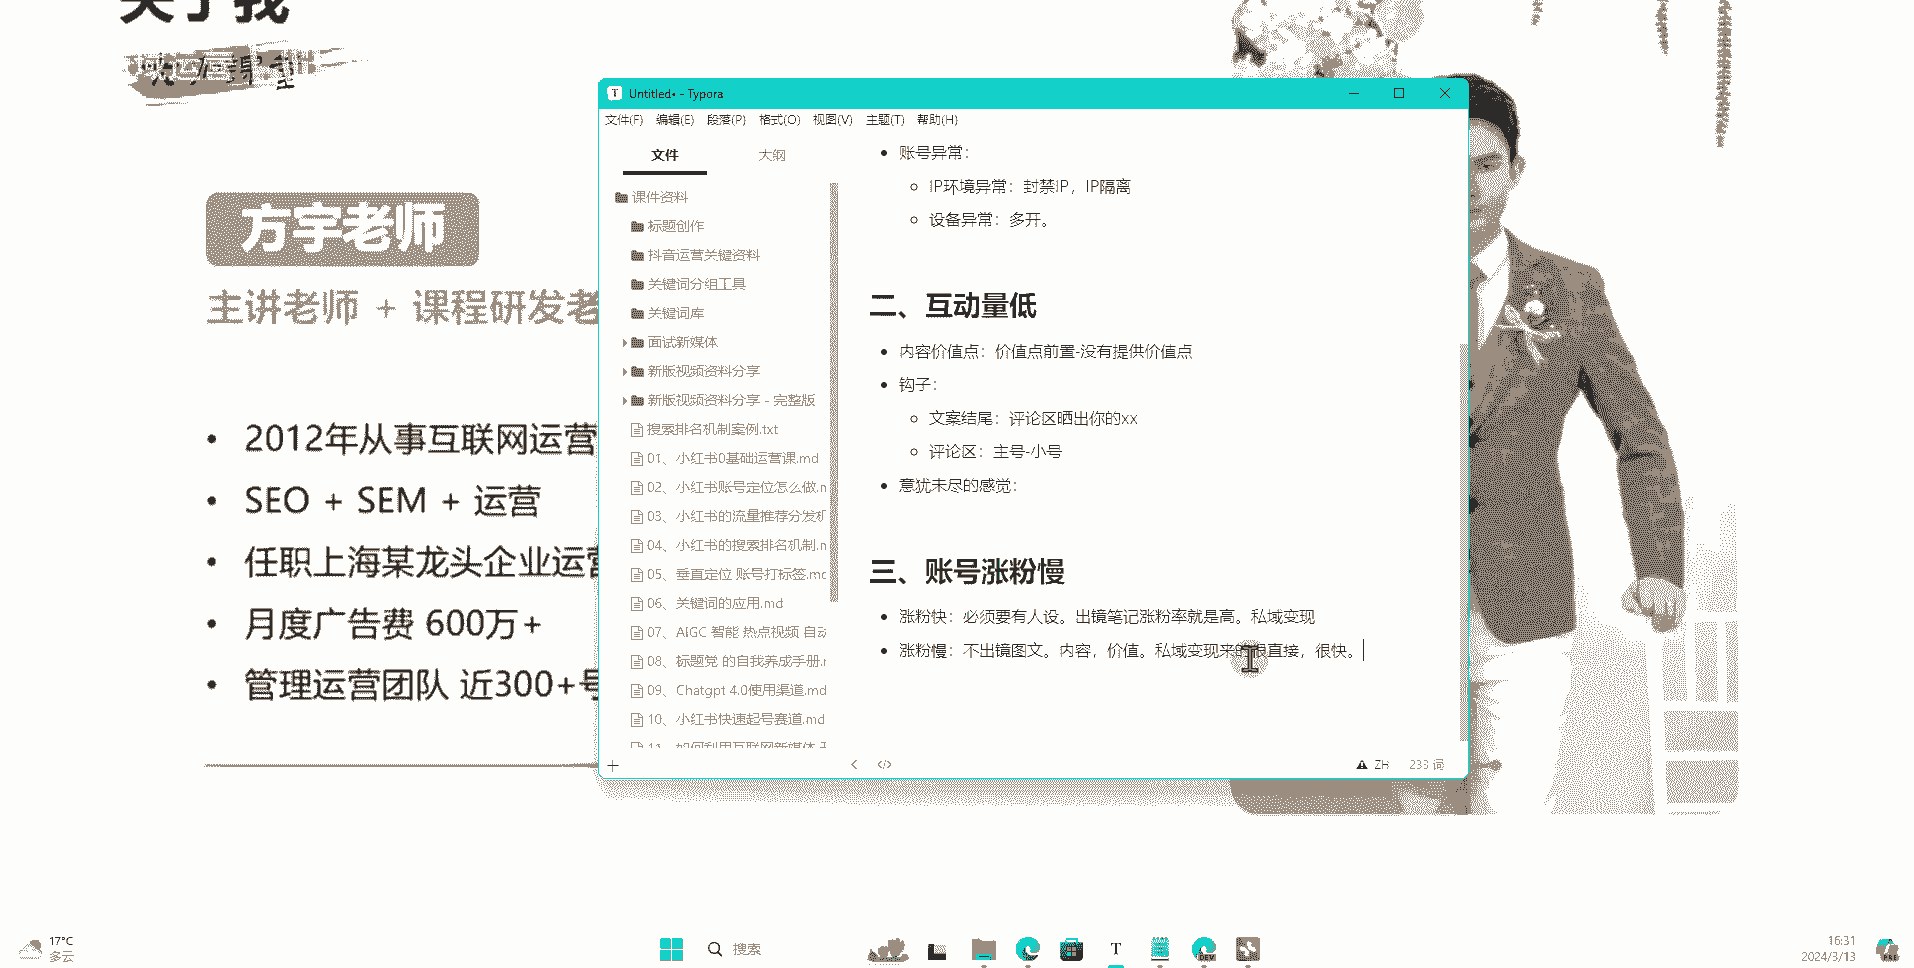 关于我
方宇老师
主讲老师 + 课程研发老
2012年从事互联网运营
SEO + SEM + 运营
任职上海某龙头企业运营
月度广告费 600万+
管理运营团队 近300+号
Untitled• - Typora
文件(F) 编辑(E) 段落(P) 格式(O) 视图(V) 主题(T) 帮助(H)
文件 大纲
课件资料
标题创作
抖音运营关键资料
关键词分组工具
关键词库
面试新媒体
新版视频资料分享
新版视频资料分享 - 完整版
搜索排名机制案例.txt
01、小红书0基础运营课.md
02、小红书账号定位怎么做.m
03、小红书的流量推荐分发机
04、小红书的搜索排名机制.m
05、垂直定位 账号打标签.md
06、关键词的应用.md
07、AIGC 智能 热点视频 自动
08、标题党 的自我养成手册.m
09、Chatgpt 4.0使用渠道.md
10、小红书快速起号赛道.md
11、如何利用互联网新媒体
账号异常：
IP环境异常：封禁IP，IP隔离
设备异常：多开。
二、互动量低
内容价值点：价值点前置-没有提供价值点
钩子：
文案结尾：评论区晒出你的xx
评论区：主号-小号
意犹未尽的感觉：
三、账号涨粉慢
涨粉快：必须要有人设。出镜笔记涨粉率就是高。私域变现
涨粉慢：不出镜图文。内容，价值。私域变现来的很直接，很快。
ZH 233 词
17°C
多云
搜索
T
DEV
16:31
2024/3/13
PRE